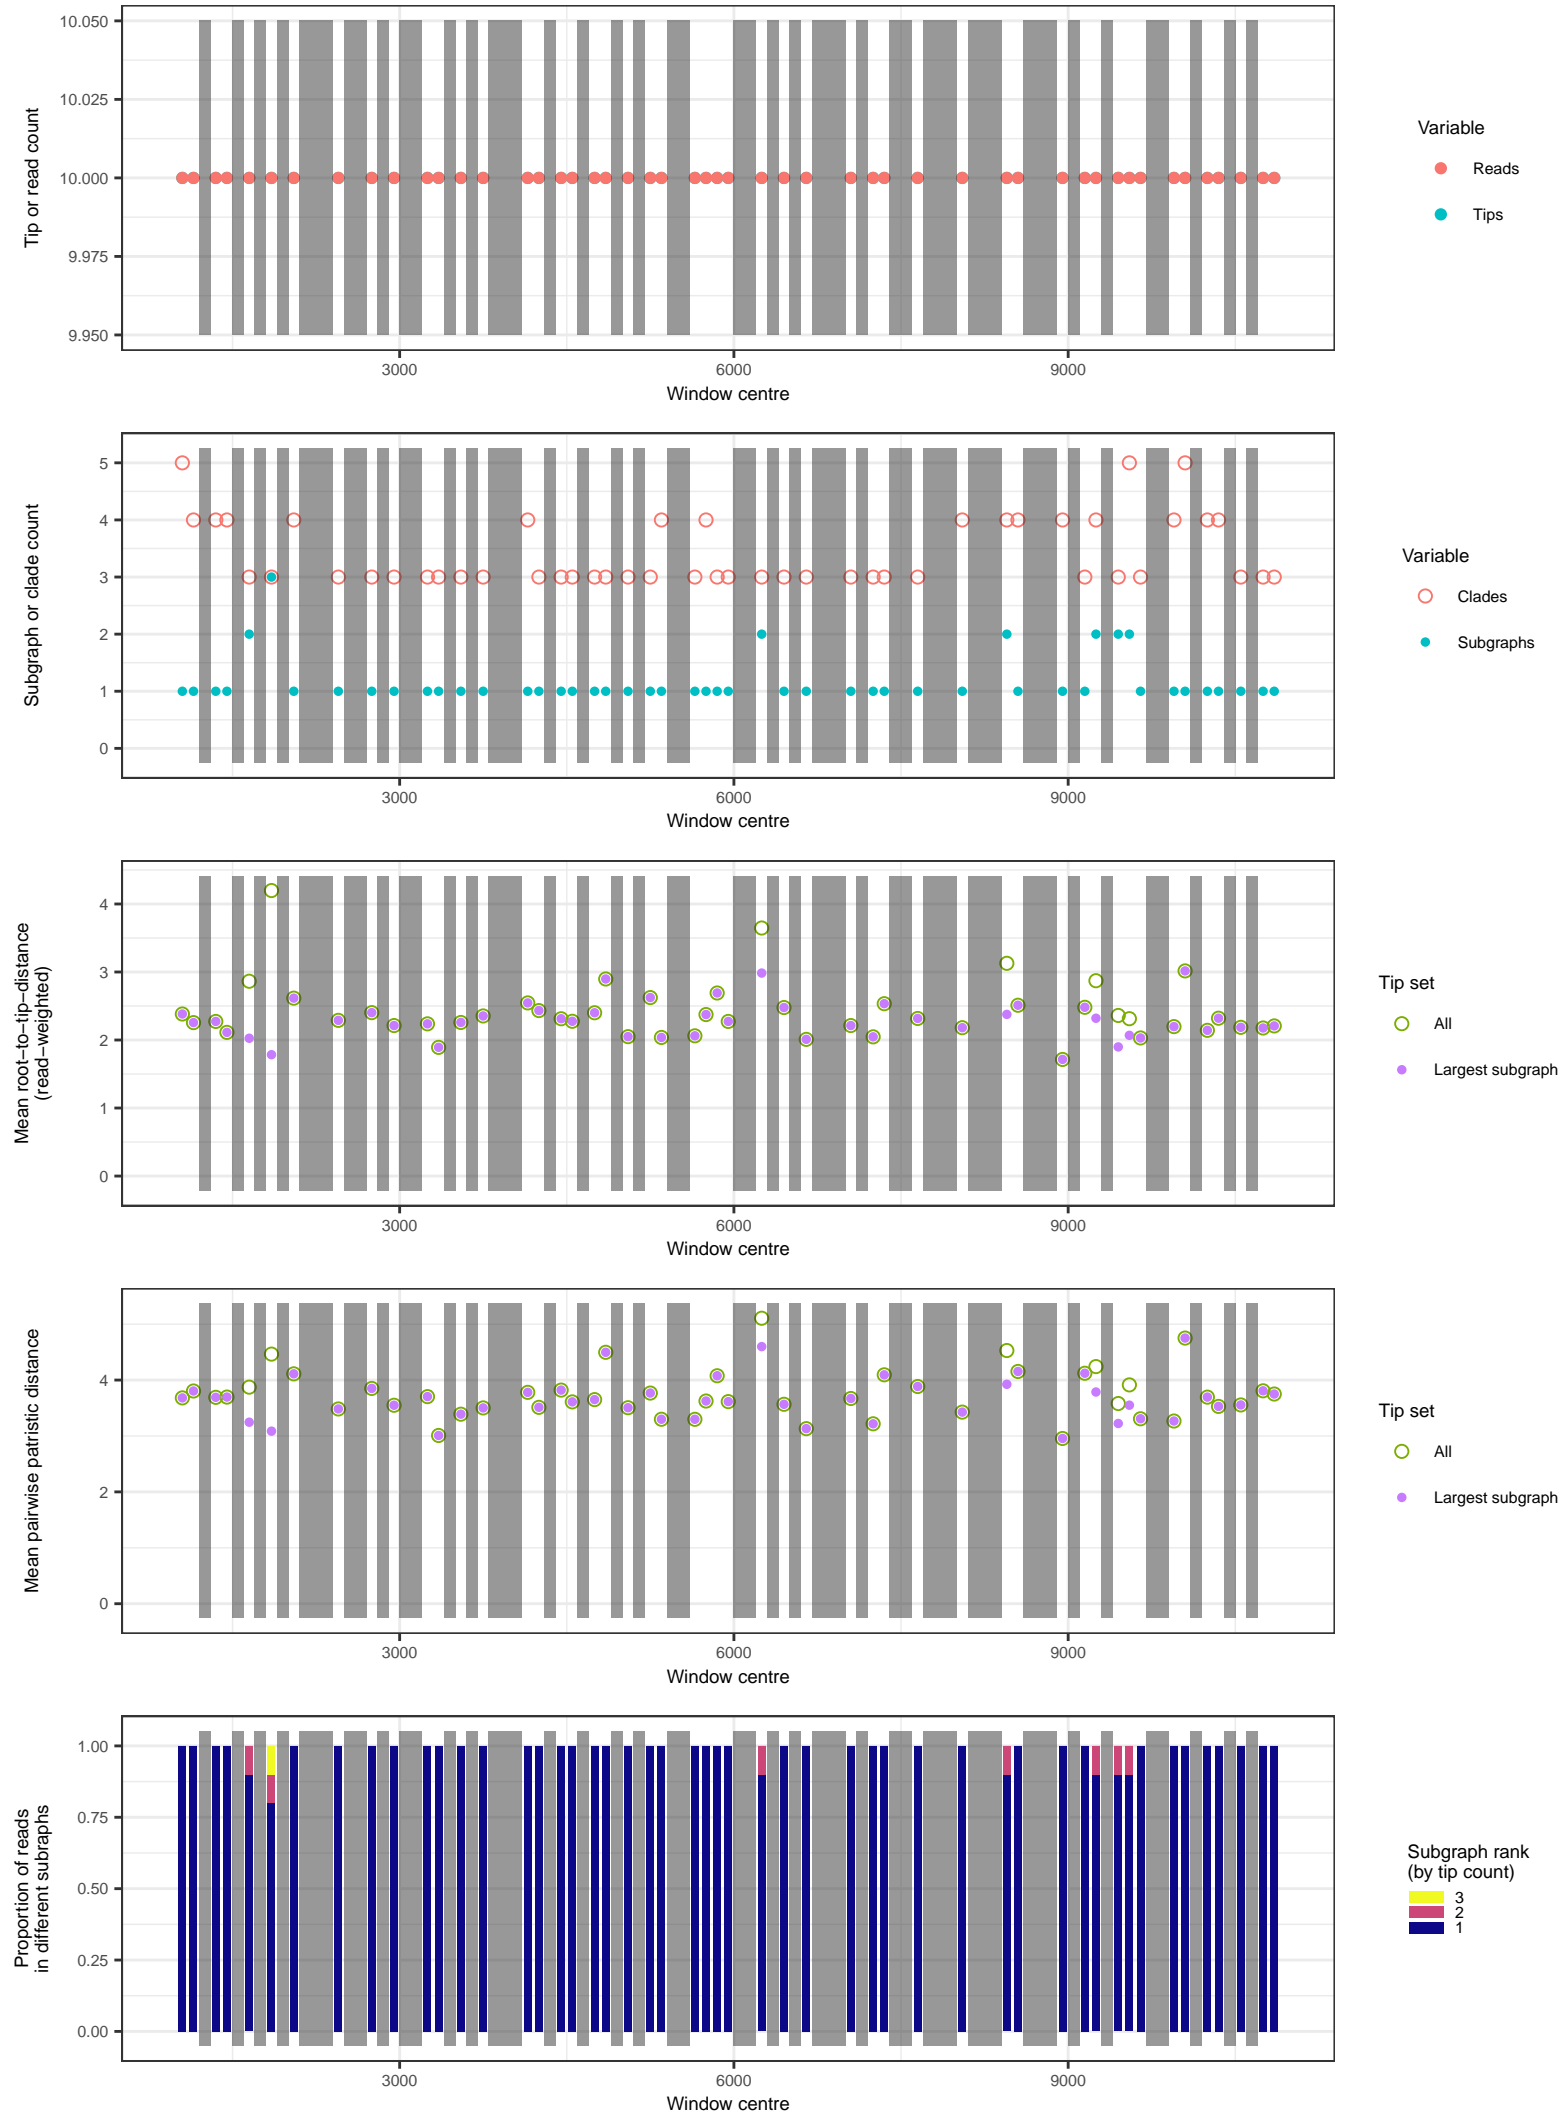 10.050
10.025
10.000
9.975
9.950
Tip or read count
3000
6000
9000
Window centre
Variable
Reads
Tips
5
4
3
2
1
0
Subgraph or clade count
3000
6000
9000
Window centre
Variable
Clades
Subgraphs
4
3
2
1
0
Mean root−to−tip−distance
(read−weighted)
3000
6000
9000
Window centre
Tip set
All
Largest subgraph
4
2
0
Mean pairwise patristic distance
3000
6000
9000
Window centre
Tip set
All
Largest subgraph
1.00
0.75
0.50
0.25
0.00
Proportion of reads
in different subraphs
3000
6000
9000
Window centre
Subgraph rank
(by tip count)
3
2
1